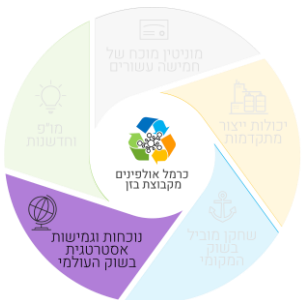 מוניטין מוכח של
חמישה עשורים
יכולות ייצור
מתקדמות
שחקן מוביל
בשוק
המקומי
נוכחות וגמישות
אסטרטגית
בשוק העולמי
מו״פ
וחדשנות
כרמל אולפינים
מקבוצת בזן